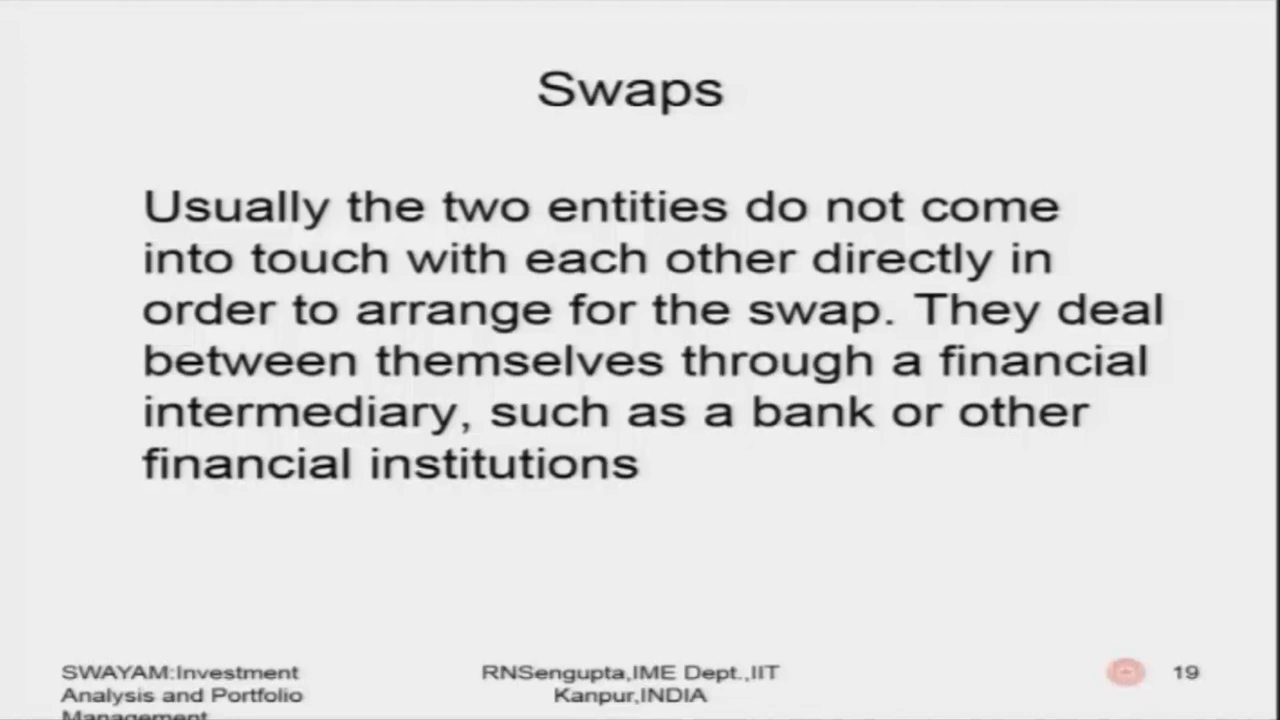 Swaps
Usually the two entities do not come
into touch with each other directly in
order to arrange for the swap. They deal
between themselves through a financial
intermediary, such as a bank or other
financial institutions
SWAYAM:Investment
Analysis and Portfolio
Management
RNSengupta,IME Dept.,IIT
Kanpur,INDIA
19